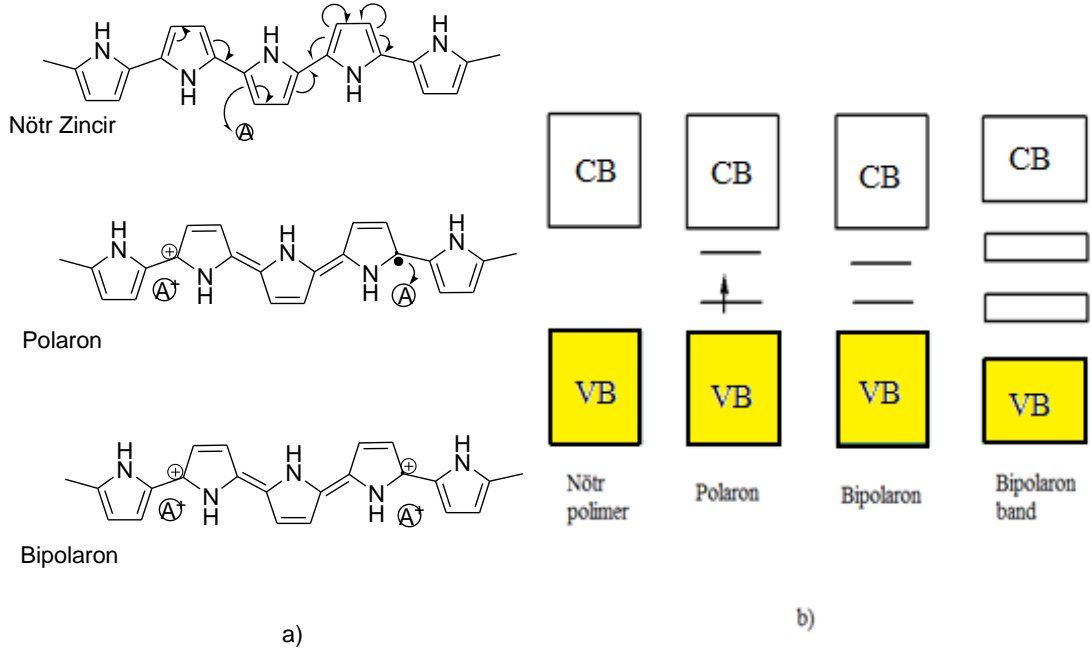 H
N
N
H
H
N
N
H
H
N
A
Nötr Zincir
H
N
+
A+
N
H
H
N
N
H
A
H
N
Polaron
H
N
+
A+
N
H
H
N
+
N
H
A+
H
N
Bipolaron
a)
CB
CB
CB
CB
VB
VB
VB
VB
Nötr
polimer
Polaron
Bipolaron
Bipolaron
band
b)